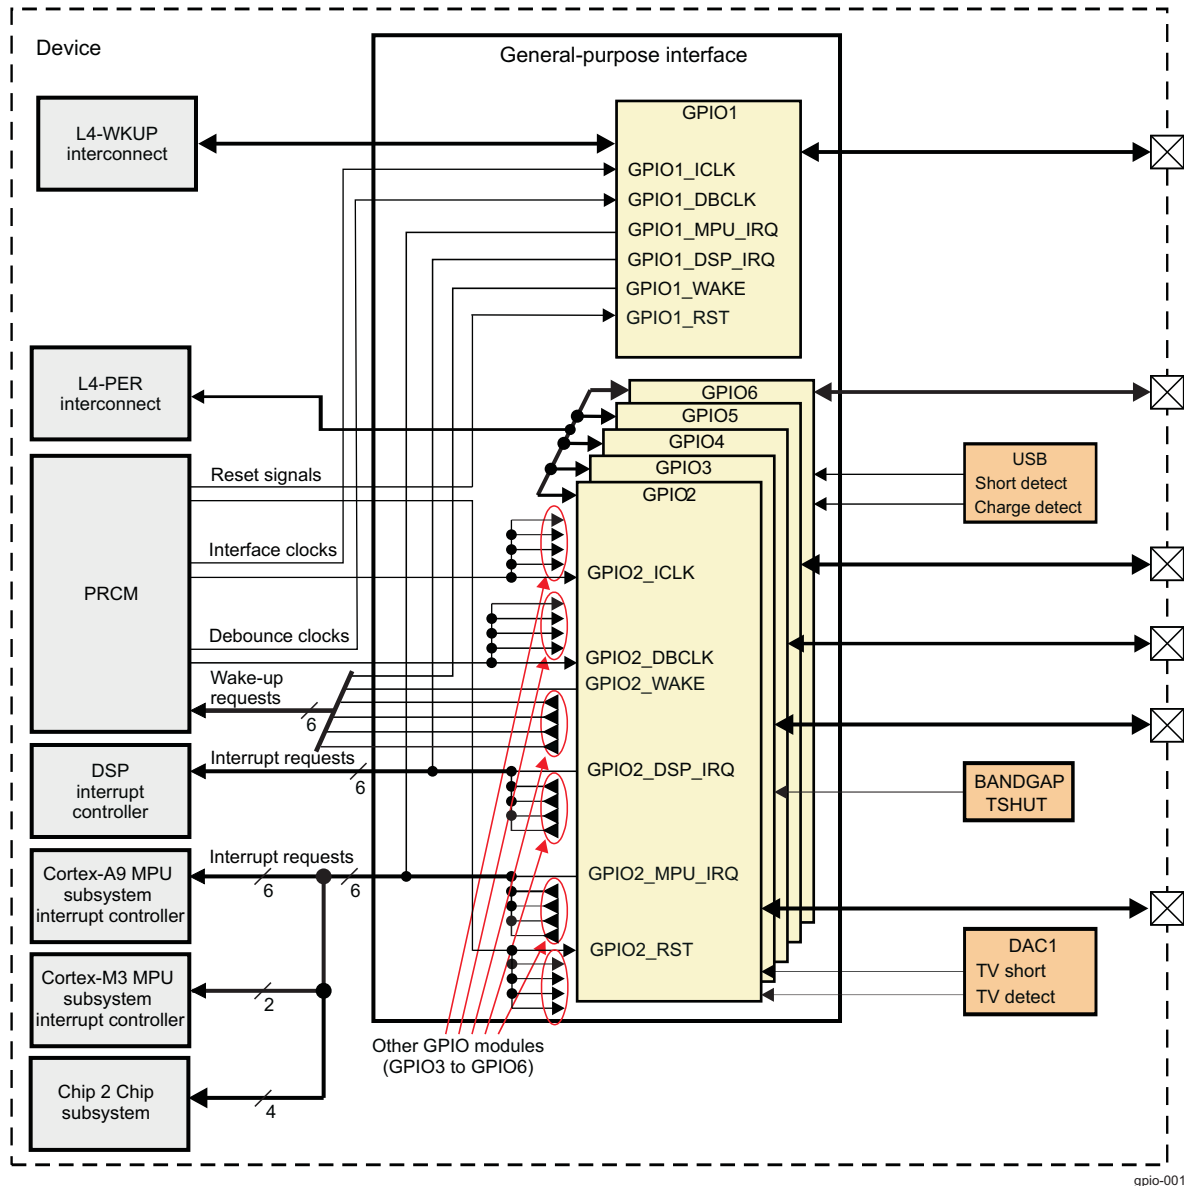 Device
General-purpose interface
L4-WKUP
interconnect
GPIO1
GPIO1_ICLK
GPIO1_DBCLK
GPIO1_MPU_IRQ
GPIO1_DSP_IRQ
GPIO1_WAKE
GPIO1_RST
L4-PER
interconnect
GPIO6
GPIO5
GPIO4
GPIO3
GPIO2
USB
Short detect
Charge detect
PRCM
Reset signals
Interface clocks
Debounce clocks
Wake-up
requests
6
GPIO2_ICLK
GPIO2_DBCLK
GPIO2_WAKE
DSP
interrupt
controller
Interrupt requests
6
GPIO2_DSP_IRQ
BANDGAP
TSHUT
Cortex-A9 MPU
subsystem
interrupt controller
Interrupt requests
6
6
GPIO2_MPU_IRQ
GPIO2_RST
DAC1
TV short
TV detect
Cortex-M3 MPU
subsystem
interrupt controller
2
Other GPIO modules
(GPIO3 to GPIO6)
Chip 2 Chip
subsystem
4
gpio-001